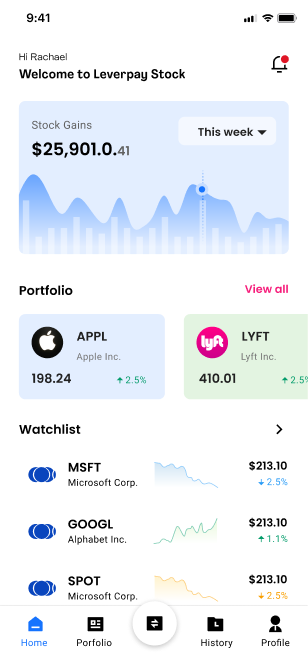 9:41
Hi Rachael
Welcome to Leverpay Stock
Stock Gains
This week
$25,901.0.41
Portfolio
View all
APPL
Apple Inc.
198.24
2.5%
lyft
LYFT
Lyft Inc.
410.01
2.5%
Watchlist
MSFT
Microsoft Corp.
$213.10
2.5%
GOOGL
Alphabet Inc.
$213.10
1.1%
SPOT
Microsoft Corp.
$213.10
2.5%
Home
Porfolio
History
Profile